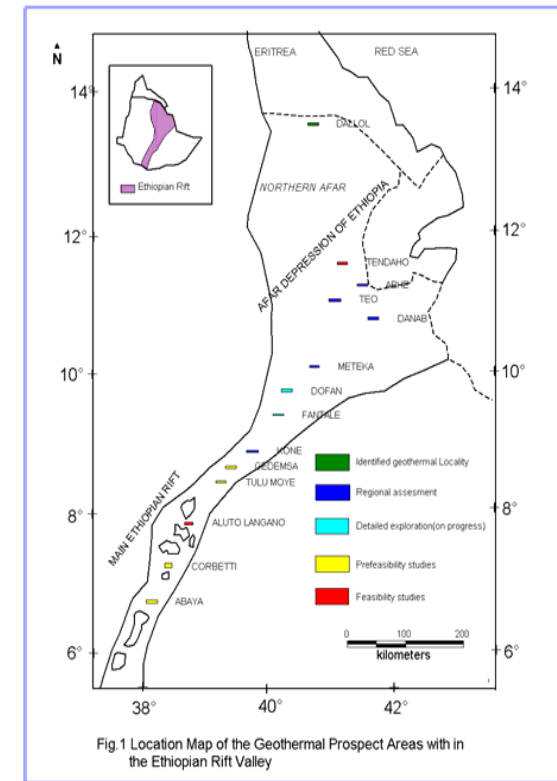 ERITREA
RED SEA
N
14°
14°
DALLOL
Ethiopian Rift
NORTHERN AFAR
AFAR DEPRESSION OF ETHIOPIA
12°
12°
TENDAHO
ABHE
TEO
DANAB
METEKA
10°
10°
DOFAN
FANTALE
KONE
GEDEMSA
TULU MOYE
MAIN ETHIOPIAN RIFT
ALUTO LANGANO
CORBETTI
ABAYA
8°
8°
6°
6°
Identified geothermal Locality
Regional assesment
Detailed exploration(on progress)
Prefeasibility studies
Feasibility studies
0 100 200
kilometers
38° 40° 42°
Fig.1 Location Map of the Geothermal Prospect Areas with in
the Ethiopian Rift Valley